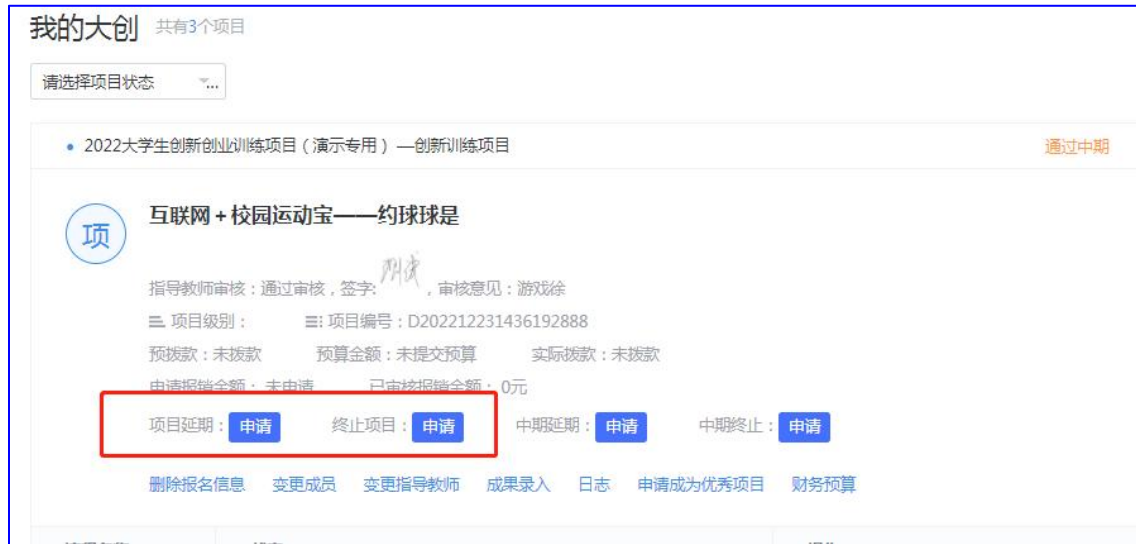 我的大创 共有3个项目
请选择项目状态 ...
2022大学生创新创业训练项目（演示专用）—创新训练项目 通过中期
项 互联网+校园运动宝——约球球是
指导教师审核：通过审核，签字: ，审核意见：游戏徐
项目级别： 项目编号：D202212231436192888
预拨款：未拨款 预算金额：未提交预算 实际拨款：未拨款
申请报销金额： 未申请 已审核报销金额： 0元
项目延期： 申请 终止项目： 申请 中期延期： 申请 中期终止： 申请
删除报名信息 变更成员 变更指导教师 成果录入 日志 申请成为优秀项目 财务预算